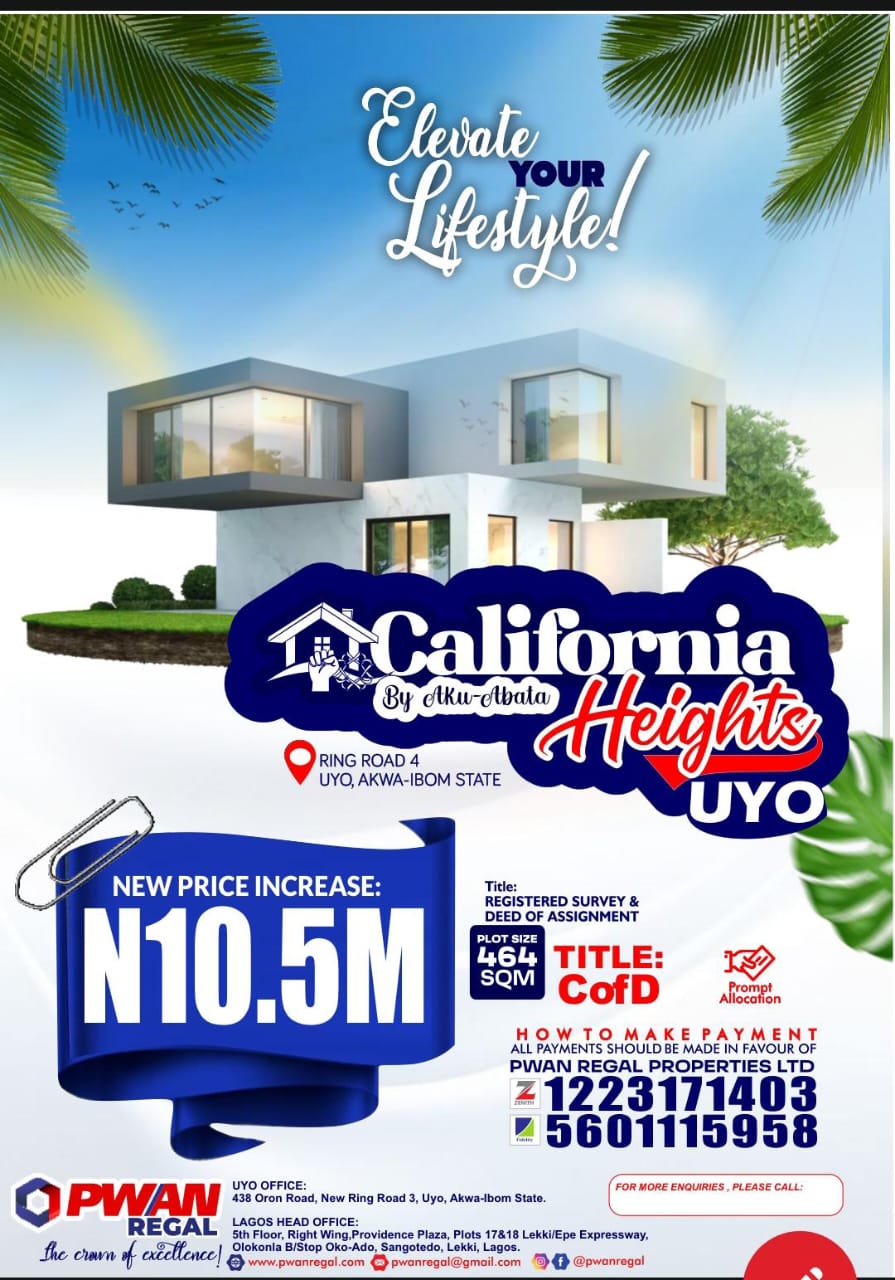 Elevate
YOUR
Lifestyle!
California
By Aku-Abata
Heights
UYO
RING ROAD 4
UYO, AKWA-IBOM STATE
NEW PRICE INCREASE:
N10.5M
Title:
REGISTERED SURVEY &
DEED OF ASSIGNMENT
PLOT SIZE
464
SQM
TITLE:
CofD
Prompt
Allocation
HOW TO MAKE PAYMENT
ALL PAYMENTS SHOULD BE MADE IN FAVOUR OF
PWAN REGAL PROPERTIES LTD
ZENITH
1223171403
Fidelity
5601115958
PWAN
REGAL
the crown of excellence!
UYO OFFICE:
438 Oron Road, New Ring Road 3, Uyo, Akwa-Ibom State.
LAGOS HEAD OFFICE:
5th Floor, Right Wing,Providence Plaza, Plots 17&18 Lekki/Epe Expressway,
Olokonla B/Stop Oko-Ado, Sangotedo, Lekki, Lagos.
www.pwanregal.com pwanregal@gmail.com @pwanregal
FOR MORE ENQUIRIES , PLEASE CALL: